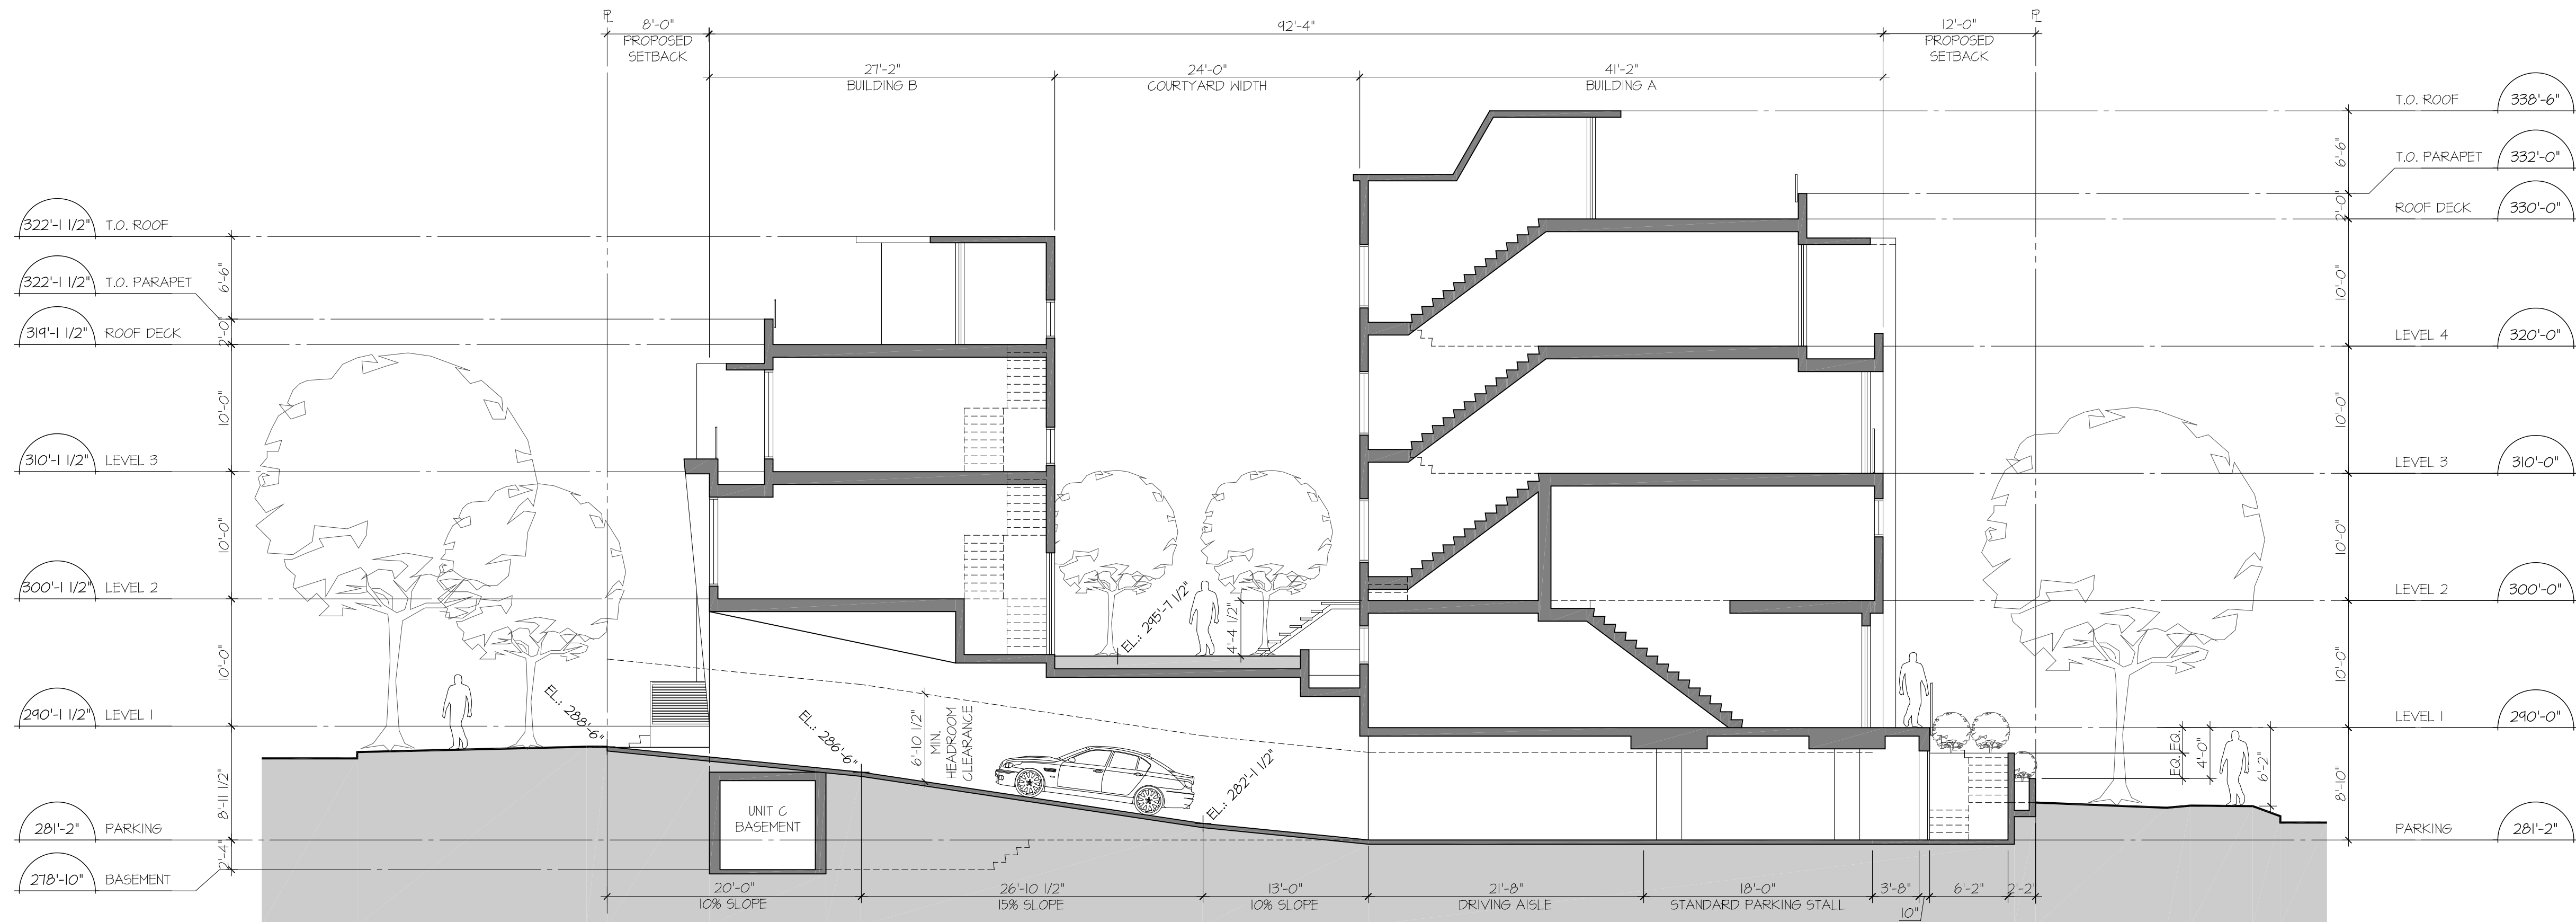 PL
8'-0"
PROPOSED
SETBACK
92'-4"
12'-0"
PROPOSED
SETBACK
PL
27'-2"
BUILDING B
24'-0"
COURTYARD WIDTH
41'-2"
BUILDING A
322'-1 1/2" T.O. ROOF
322'-1 1/2" T.O. PARAPET
319'-1 1/2" ROOF DECK
310'-1 1/2" LEVEL 3
300'-1 1/2" LEVEL 2
290'-1 1/2" LEVEL 1
281'-2" PARKING
278'-10" BASEMENT
6'-6"
2'-0"
10'-0"
10'-0"
10'-0"
8'-11 1/2"
2'-4"
EL.: 288'-6"
EL.: 286'-6"
6'-10 1/2"
MIN.
HEADROOM
CLEARANCE
EL.: 282'-1 1/2"
EL.: 295'-7 1/2"
4'-4 1/2"
UNIT C
BASEMENT
20'-0"
10% SLOPE
26'-10 1/2"
15% SLOPE
13'-0"
10% SLOPE
21'-8"
DRIVING AISLE
18'-0"
STANDARD PARKING STALL
3'-8"
10"
6'-2"
2'-2"
EQ.
EQ.
4'-0"
6'-2"
6'-6"
2'-0"
10'-0"
10'-0"
10'-0"
10'-0"
8'-10"
T.O. ROOF 338'-6"
T.O. PARAPET 332'-0"
ROOF DECK 330'-0"
LEVEL 4 320'-0"
LEVEL 3 310'-0"
LEVEL 2 300'-0"
LEVEL 1 290'-0"
PARKING 281'-2"